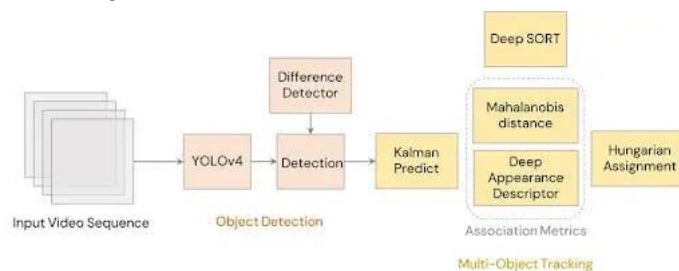 Deep SORT
Difference
Detector
Mahalanobis
distance
YOLOv4
Detection
Kalman
Predict
Deep
Appearance
Descriptor
Hungarian
Assignment
Input Video Sequence
Object Detection
Association Metrics
Multi-Object Tracking